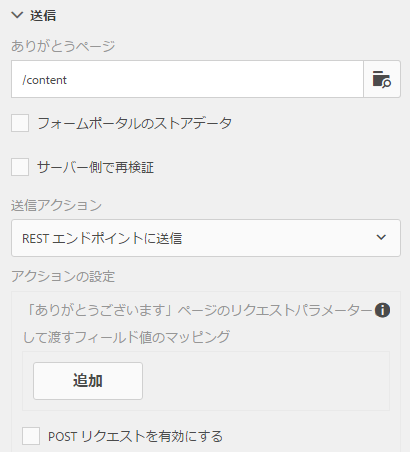 送信
ありがとうページ
/content
フォームポータルのストアデータ
サーバー側で再検証
送信アクション
REST エンドポイントに送信
アクションの設定
「ありがとうございます」ページのリクエストパラメーター
して渡すフィールド値のマッピング
追加
POST リクエストを有効にする